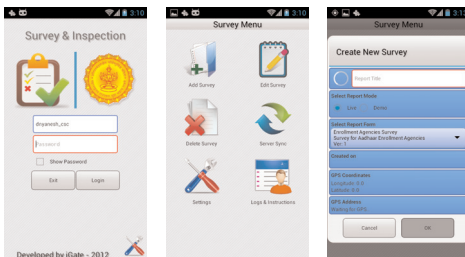 3:10
Survey & Inspection
dnyanesh_csc
Password
Show Password
Exit
Login
Developed by iGate - 2012
3:10
Survey Menu
Add Survey
Edit Survey
Delete Survey
Server Sync
Settings
Logs & Instructions
3:1
Survey Menu
Create New Survey
Report Title
Select Report Mode
Live
Demo
Select Report Form
Enrollment Agencies Survey
Survey for Aadhaar Enrollment Agencies
Ver: 1
Created on
GPS Coordinates
Longitude: 0.0
Latitude: 0.0
GPS Address
Waiting for GPS
Cancel
OK